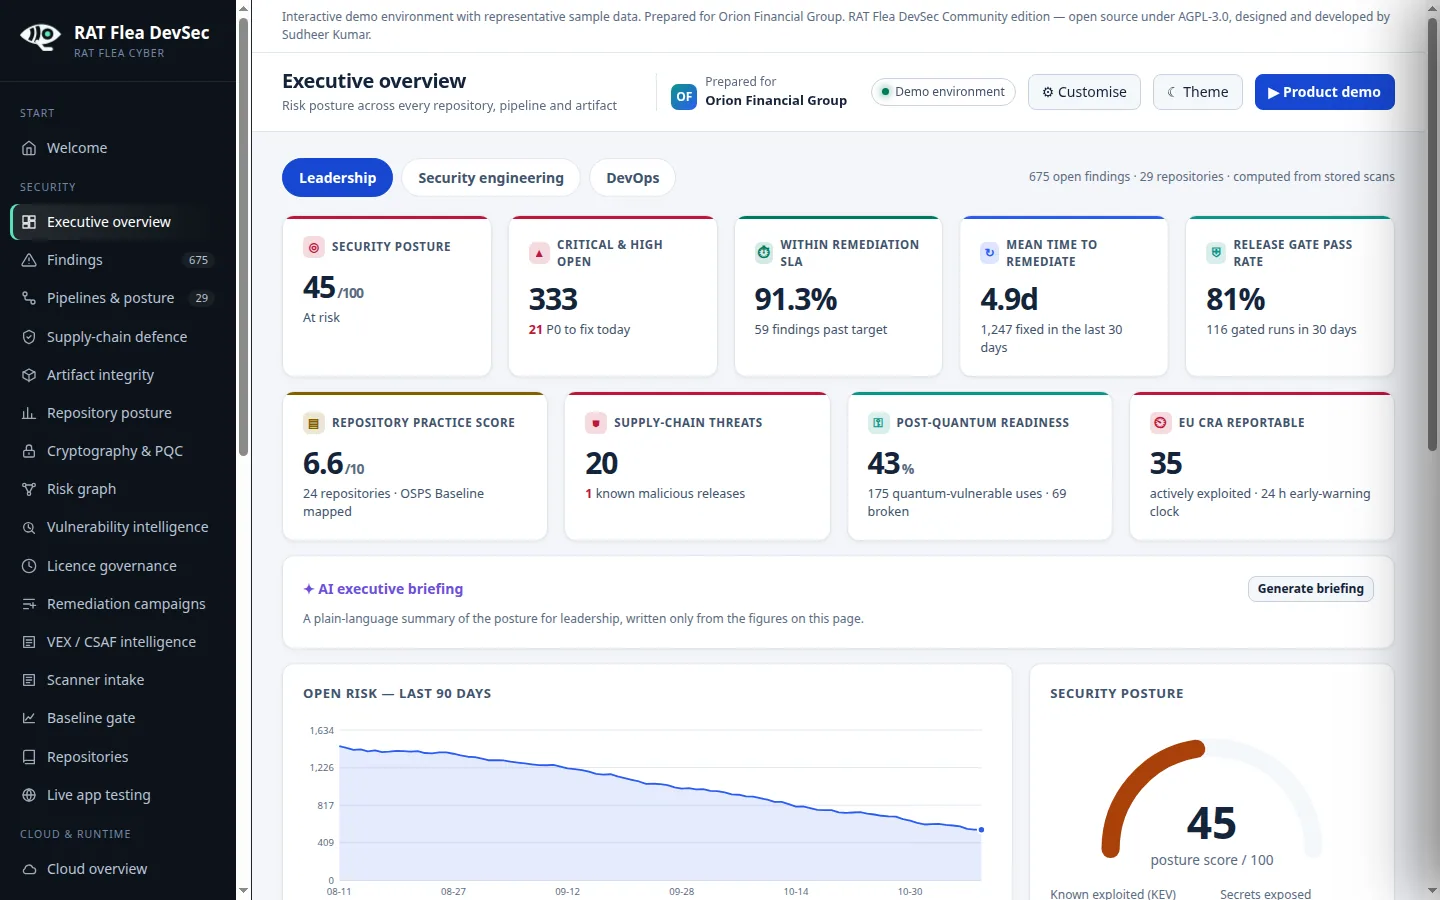 RAT Flea DevSec
RAT FLEA CYBER
START
Welcome
SECURITY
Executive overview
Findings 675
Pipelines & posture 29
Supply-chain defence
Artifact integrity
Repository posture
Cryptography & PQC
Risk graph
Vulnerability intelligence
Licence governance
Remediation campaigns
VEX / CSAF intelligence
Scanner intake
Baseline gate
Repositories
Live app testing
CLOUD & RUNTIME
Cloud overview
Interactive demo environment with representative sample data. Prepared for Orion Financial Group. RAT Flea DevSec Community edition — open source under AGPL-3.0, designed and developed by
Sudheer Kumar.
Executive overview
Risk posture across every repository, pipeline and artifact
OF
Prepared for
Orion Financial Group
Demo environment
⚙ Customise
☾ Theme
▶ Product demo
Leadership
Security engineering
DevOps
675 open findings · 29 repositories · computed from stored scans
SECURITY POSTURE
45/100
At risk
CRITICAL & HIGH
OPEN
333
21 P0 to fix today
WITHIN REMEDIATION
SLA
91.3%
59 findings past target
MEAN TIME TO
REMEDIATE
4.9d
1,247 fixed in the last 30
days
RELEASE GATE PASS
RATE
81%
116 gated runs in 30 days
REPOSITORY PRACTICE SCORE
6.6/10
24 repositories · OSPS Baseline
mapped
SUPPLY-CHAIN THREATS
20
1 known malicious releases
POST-QUANTUM READINESS
43%
175 quantum-vulnerable uses · 69
broken
EU CRA REPORTABLE
35
actively exploited · 24 h early-warning
clock
✦ AI executive briefing
Generate briefing
A plain-language summary of the posture for leadership, written only from the figures on this page.
OPEN RISK — LAST 90 DAYS
1,634
1,226
817
409
0
08-11 08-27 09-12 09-28 10-14 10-30
SECURITY POSTURE
45
posture score / 100
Known exploited (KEV) Secrets exposed